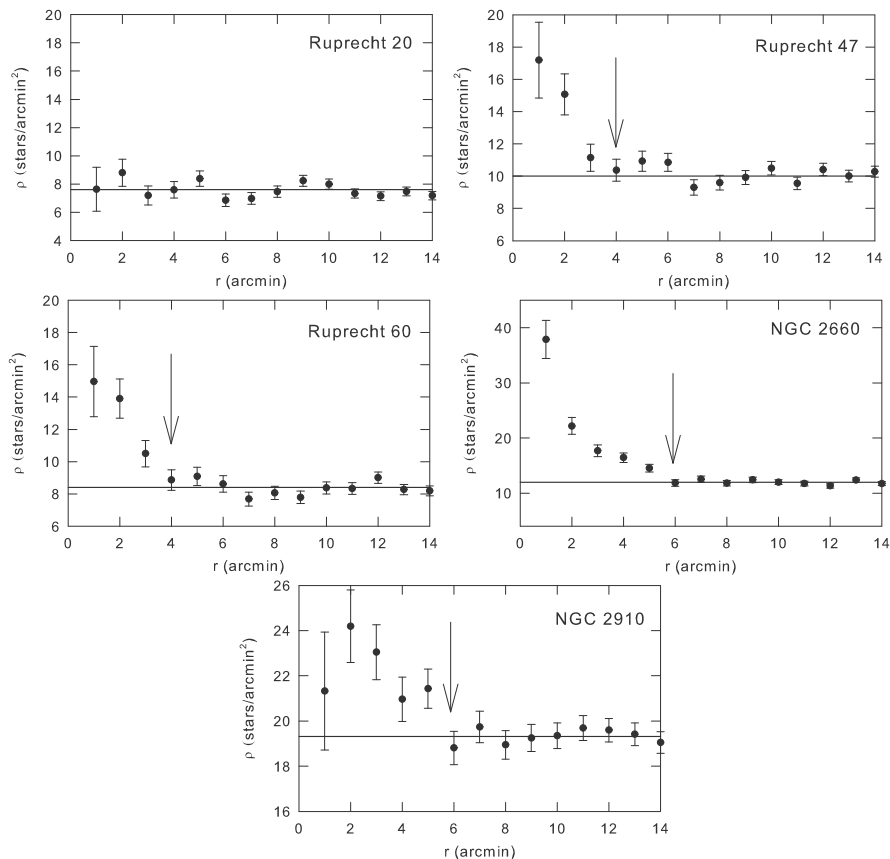 Ruprecht 20
ρ (stars/arcmin²)
20
18
16
14
12
10
8
6
4
0 2 4 6 8 10 12 14
r (arcmin)
Ruprecht 47
ρ (stars/arcmin²)
20
18
16
14
12
10
8
6
0 2 4 6 8 10 12 14
r (arcmin)
Ruprecht 60
ρ (stars/arcmin²)
20
18
16
14
12
10
8
6
0 2 4 6 8 10 12 14
r (arcmin)
NGC 2660
ρ (stars/arcmin²)
40
30
20
10
0 2 4 6 8 10 12 14
r (arcmin)
NGC 2910
ρ (stars/arcmin²)
26
24
22
20
18
16
0 2 4 6 8 10 12 14
r (arcmin)